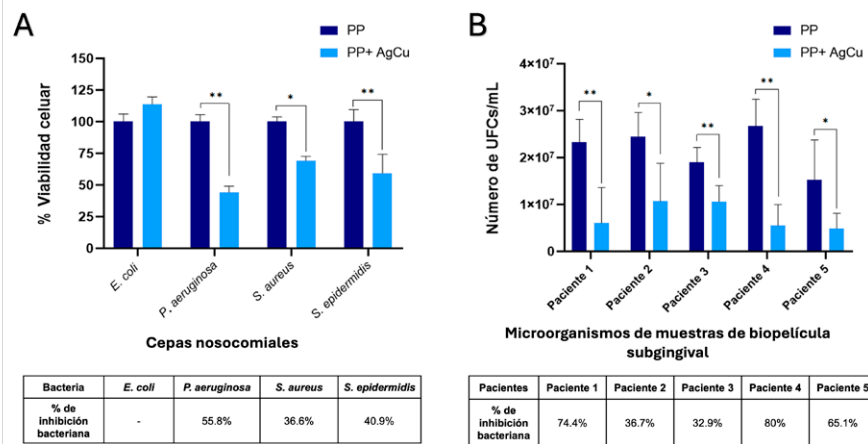 A
PP
PP+ AgCu
% Viabilidad celuar
150
125
100
75
50
25
0
**
*
**
E. coli
P. aeruginosa
S. aureus
S. epidermidis
Cepas nosocomiales
Bacteria E. coli P. aeruginosa S. aureus S. epidermidis
% de inhibición bacteriana - 55.8% 36.6% 40.9%
B
PP
PP+ AgCu
Número de UFCs/mL
4×10⁷
3×10⁷
2×10⁷
1×10⁷
0
**
*
**
**
*
Paciente 1
Paciente 2
Paciente 3
Paciente 4
Paciente 5
Microorganismos de muestras de biopelícula
subgingival
Pacientes Paciente 1 Paciente 2 Paciente 3 Paciente 4 Paciente 5
% de inhibición bacteriana 74.4% 36.7% 32.9% 80% 65.1%